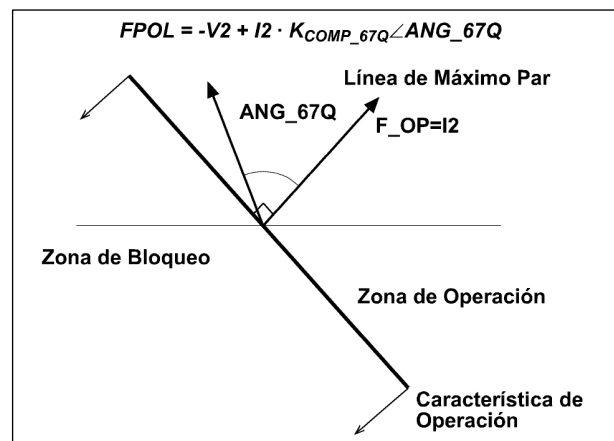 FPOL = -V2 + I2 · K_COMP_67Q∠ANG_67Q
Línea de Máximo Par
ANG_67Q
F_OP=I2
Zona de Bloqueo
Zona de Operación
Característica de
Operación